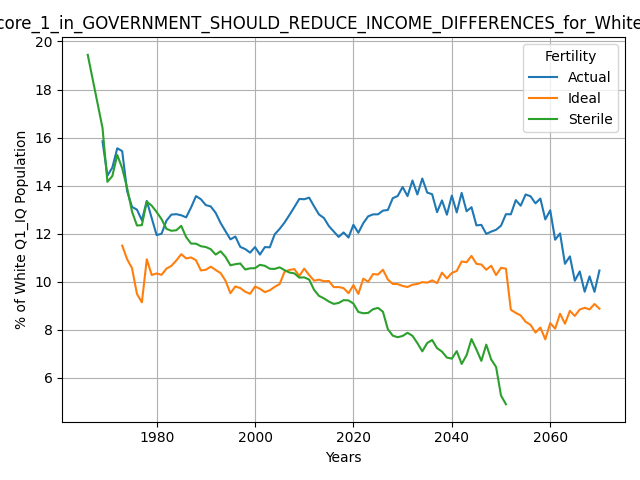 core_1_in_GOVERNMENT_SHOULD_REDUCE_INCOME_DIFFERENCES_for_White
Fertility
Actual
Ideal
Sterile
% of White Q1_IQ Population
20
18
16
14
12
10
8
6
1980
2000
2020
2040
2060
Years